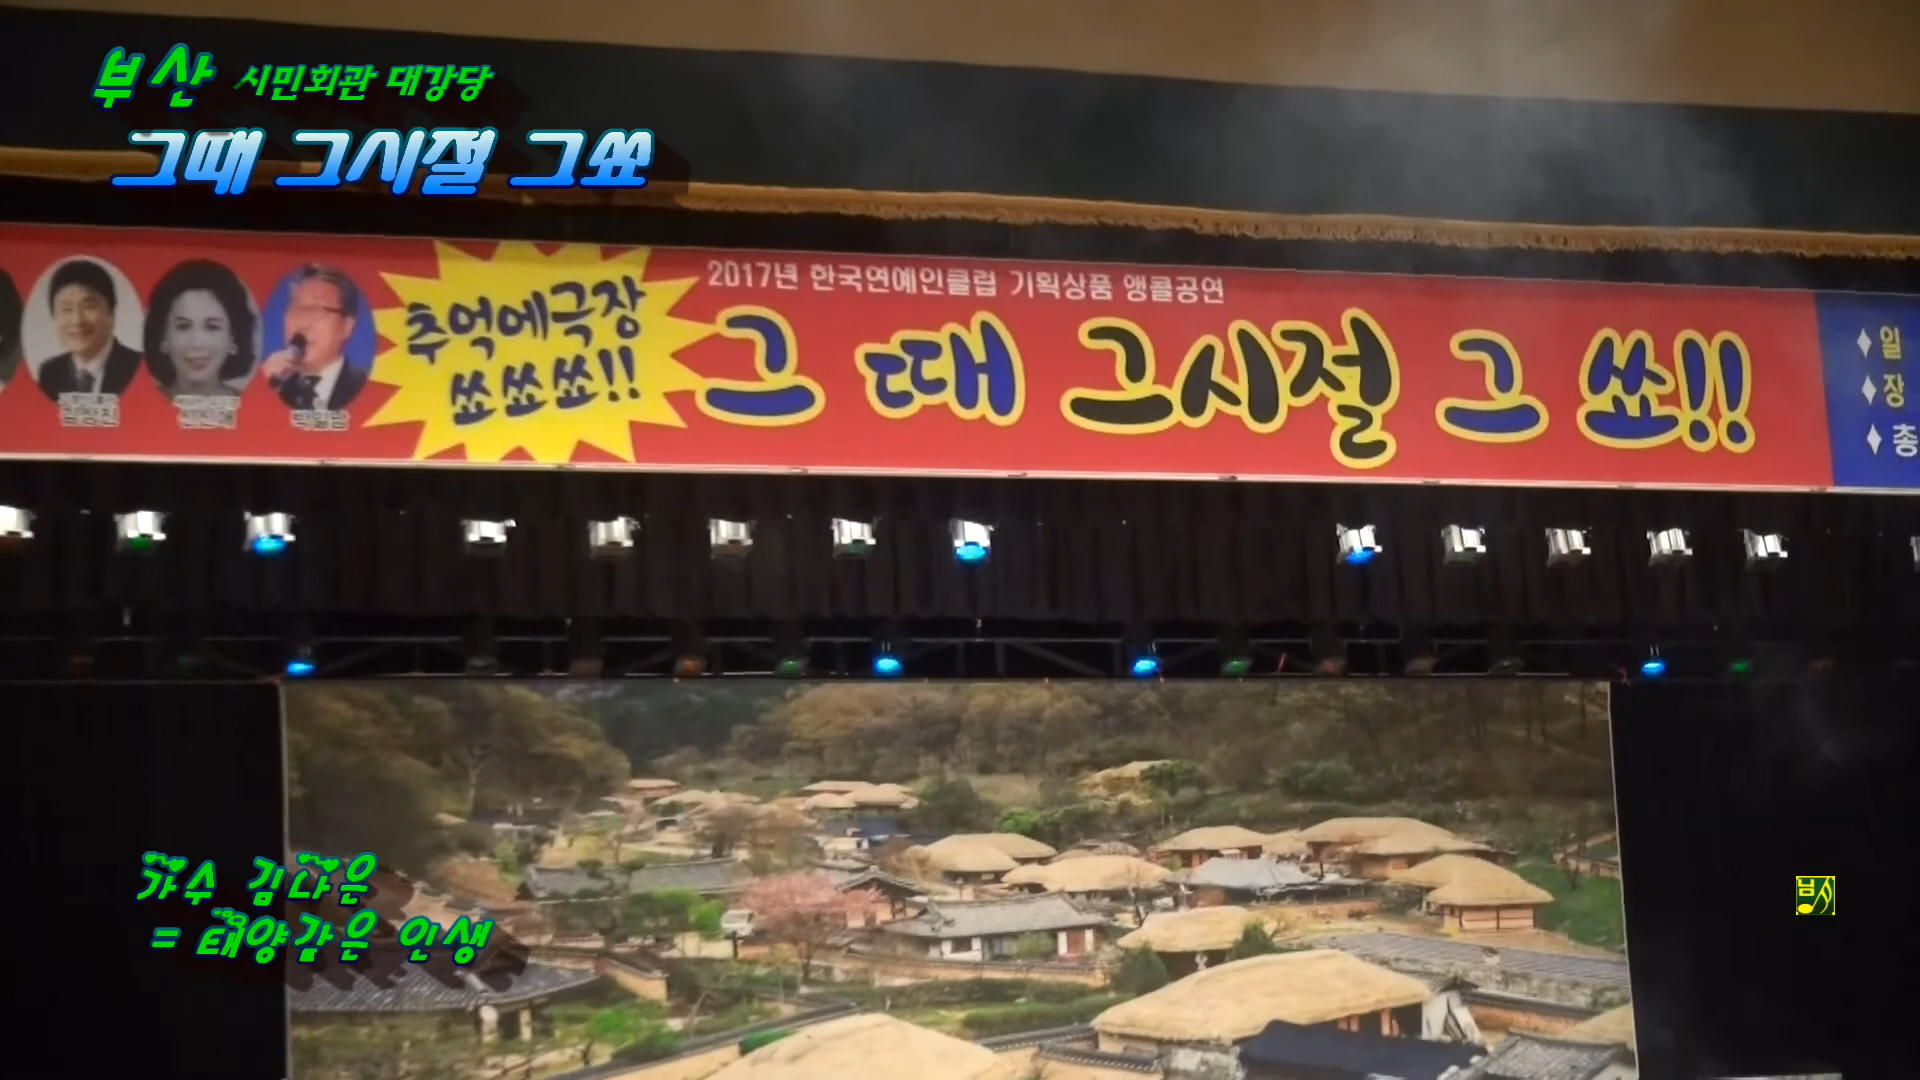 부산 시민회관 대강당
그때 그시절 그쑈
추억에극장
쑈쑈쑈!!
2017년 한국연예인클럽 기획상품 앵콜공연
그 때 그시절 그 쑈!!
박일남
일
장
총
가수 김나은
= 태양같은 인생